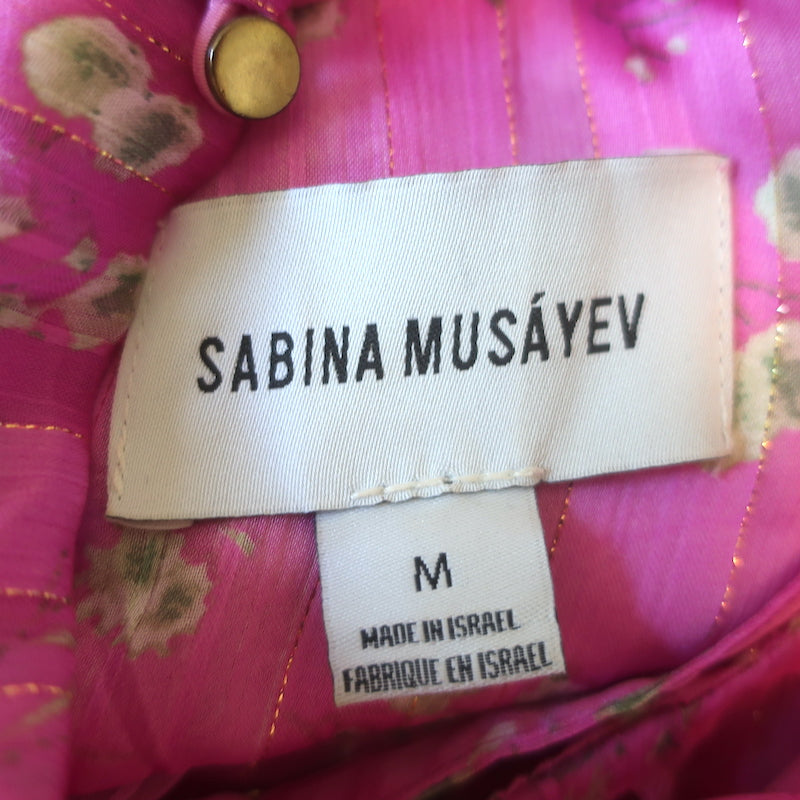 SABINA MUSÁYEV
M
MADE IN ISRAEL
FABRIQUE EN ISRAEL